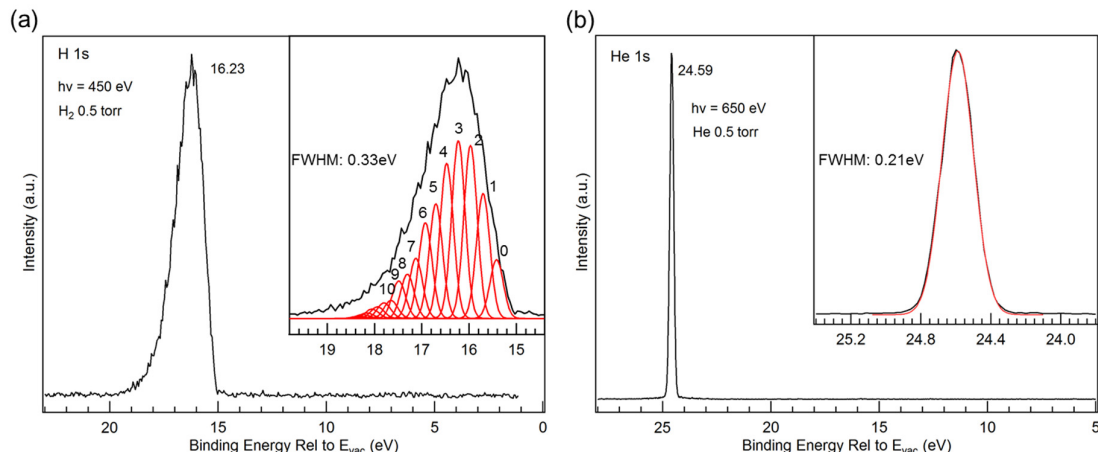 (a)
H 1s
hv = 450 eV
H₂ 0.5 torr
16.23
FWHM: 0.33eV
10
9
8
7
6
5
4
3
2
1
0
19 18 17 16 15
Intensity (a.u.)
20 15 10 5 0
Binding Energy Rel to Evac (eV)
(b)
He 1s
24.59
hv = 650 eV
He 0.5 torr
FWHM: 0.21eV
25.2 24.8 24.4 24.0
Intensity (a.u.)
25 20 15 10 5
Binding Energy Rel to Evac (eV)